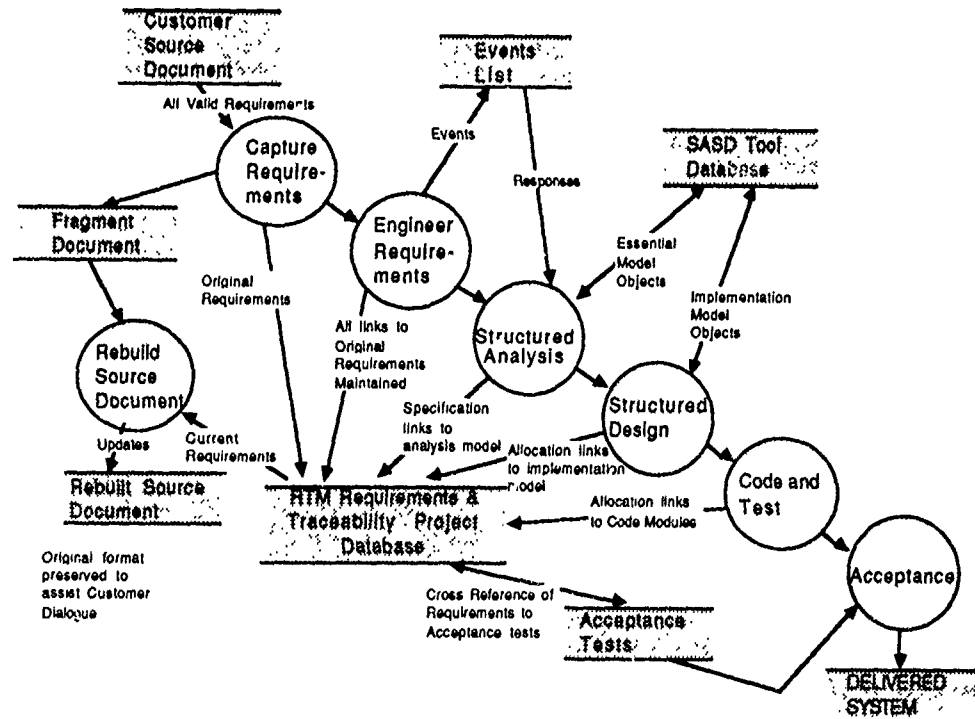 Customer
Source
Document
All Valid Requirements
Events
List
Capture
Require-
ments
Events
SASD Tool
Database
Responses
Fragment
Document
Engineer
Require-
ments
Essential
Model
Objects
Original
Requirements
Implementation
Model
Objects
All links to
Original
Requirements
Maintained
Structured
Analysis
Rebuild
Source
Document
Specification
links to
analysis model
Structured
Design
Updates
Current
Requirements
Allocation links
to implementation
model
Rebuilt Source
Document
RTM Requirements &
Traceability Project
Database
Code and
Test
Allocation links
to Code Modules
Original format
preserved to
assist Customer
Dialogue
Acceptance
Cross Reference of
Requirements to
Acceptance tests
Acceptance
Tests
DELIVERED
SYSTEM